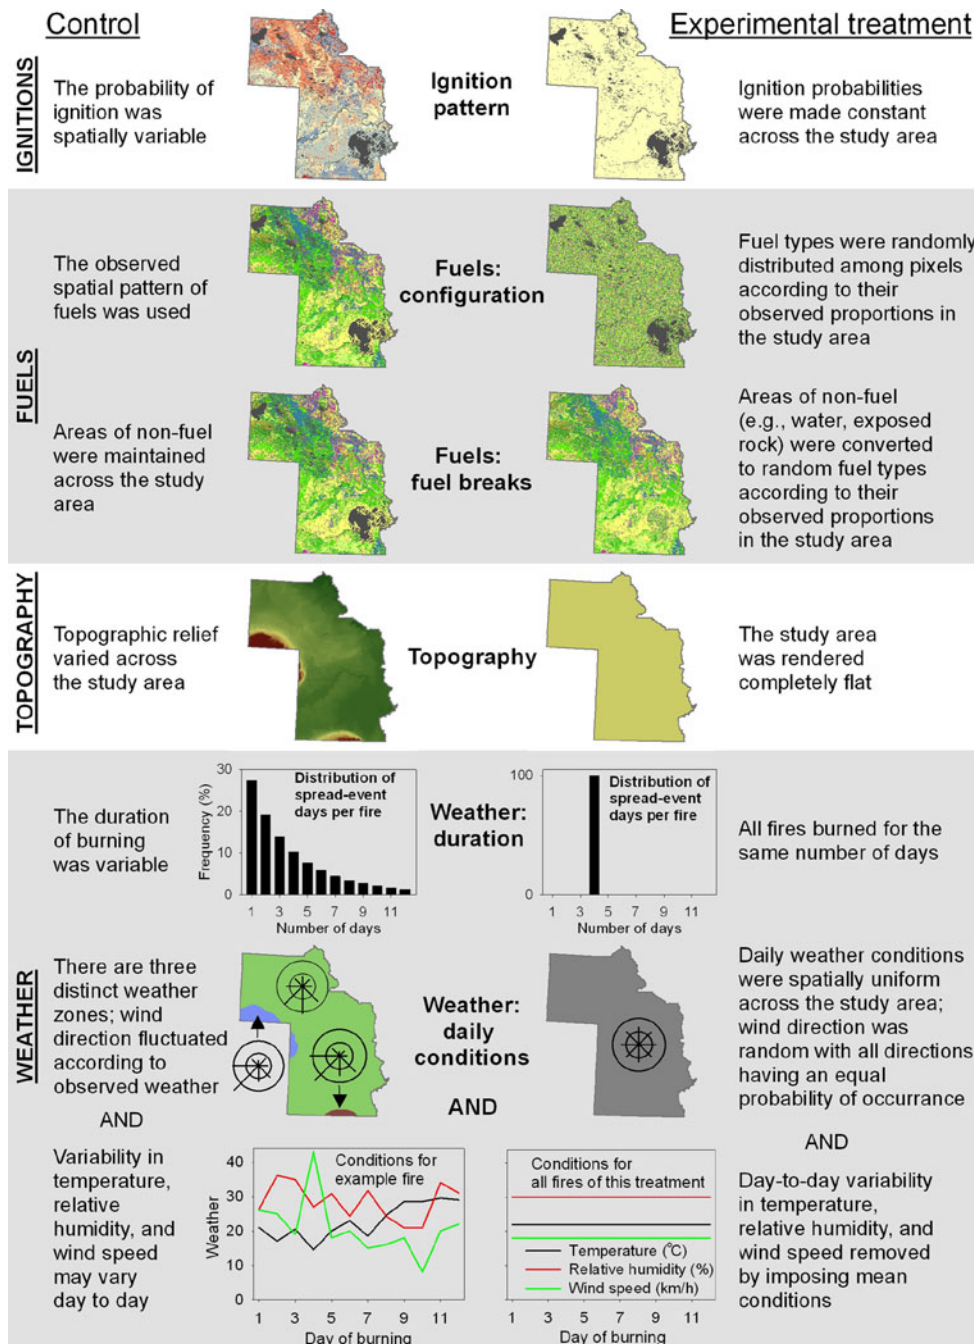 Control
Experimental treatment
IGNITIONS
The probability of
ignition was
spatially variable
Ignition
pattern
Ignition probabilities
were made constant
across the study area
FUELS
The observed
spatial pattern of
fuels was used
Fuels:
configuration
Fuel types were randomly
distributed among pixels
according to their
observed proportions in
the study area
Areas of non-fuel
were maintained
across the study
area
Fuels:
fuel breaks
Areas of non-fuel
(e.g., water, exposed
rock) were converted
to random fuel types
according to their
observed proportions
in the study area
TOPOGRAPHY
Topographic relief
varied across
the study area
Topography
The study area
was rendered
completely flat
WEATHER
The duration
of burning
was variable
Frequency (%)
30
20
10
0
Distribution of
spread-event
days per fire
1 3 5 7 9 11
Number of days
Weather:
duration
100
0
Distribution of
spread-event
days per fire
1 3 5 7 9 11
Number of days
All fires burned for the
same number of days
There are three
distinct weather
zones; wind
direction fluctuated
according to
observed weather
Weather:
daily
conditions
Daily weather conditions
were spatially uniform
across the study area;
wind direction was
random with all directions
having an equal
probability of occurrance
AND
AND
AND
Variability in
temperature,
relative
humidity, and
wind speed
may vary
day to day
Weather
40
30
20
10
0
Conditions for
example fire
1 3 5 7 9 11
Day of burning
Conditions for
all fires of this treatment
Temperature (°C)
Relative humidity (%)
Wind speed (km/h)
1 3 5 7 9 11
Day of burning
Day-to-day variability
in temperature,
relative humidity, and
wind speed removed
by imposing mean
conditions